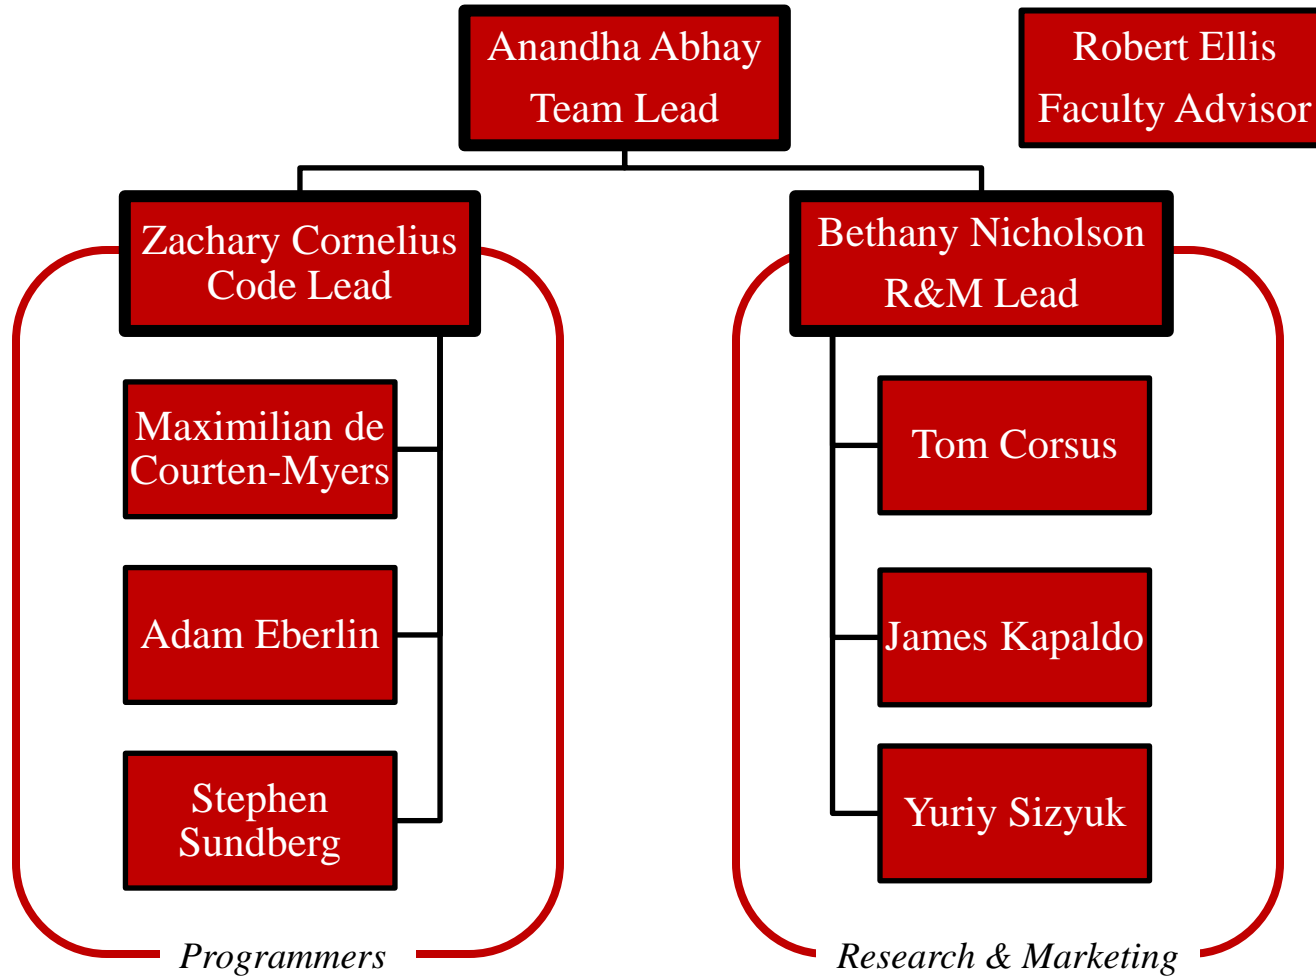 Anandha Abhay
Team Lead
Robert Ellis
Faculty Advisor
Zachary Cornelius
Code Lead
Bethany Nicholson
R&M Lead
Maximilian de
Courten-Myers
Adam Eberlin
Stephen
Sundberg
Programmers
Tom Corsus
James Kapaldo
Yuriy Sizyuk
Research & Marketing